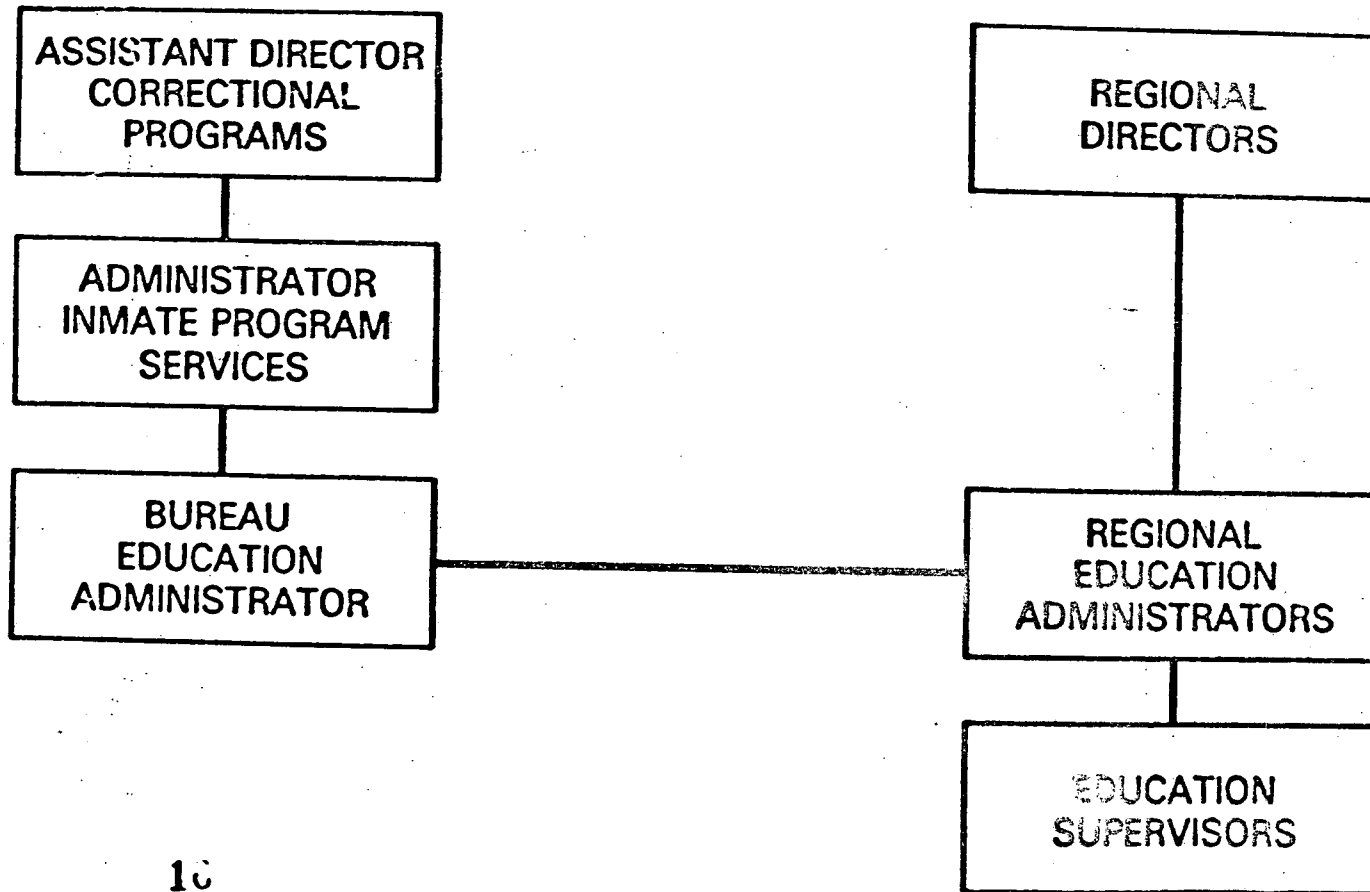 ASSISTANT DIRECTOR
CORRECTIONAL
PROGRAMS
ADMINISTRATOR
INMATE PROGRAM
SERVICES
BUREAU
EDUCATION
ADMINISTRATOR
REGIONAL
DIRECTORS
REGIONAL
EDUCATION
ADMINISTRATORS
EDUCATION
SUPERVISORS